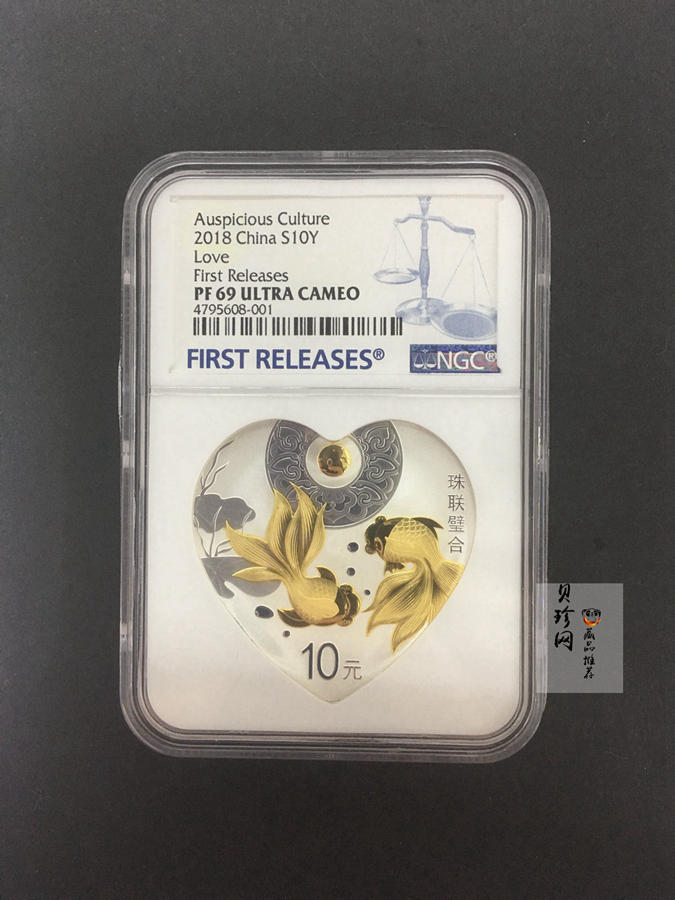 Auspicious Culture
2018 China S10Y
Love
First Releases
PF 69 ULTRA CAMEO
4795608-001
FIRST RELEASES®
NGC®
珠联璧合
10元
贝珍网
藏品推荐